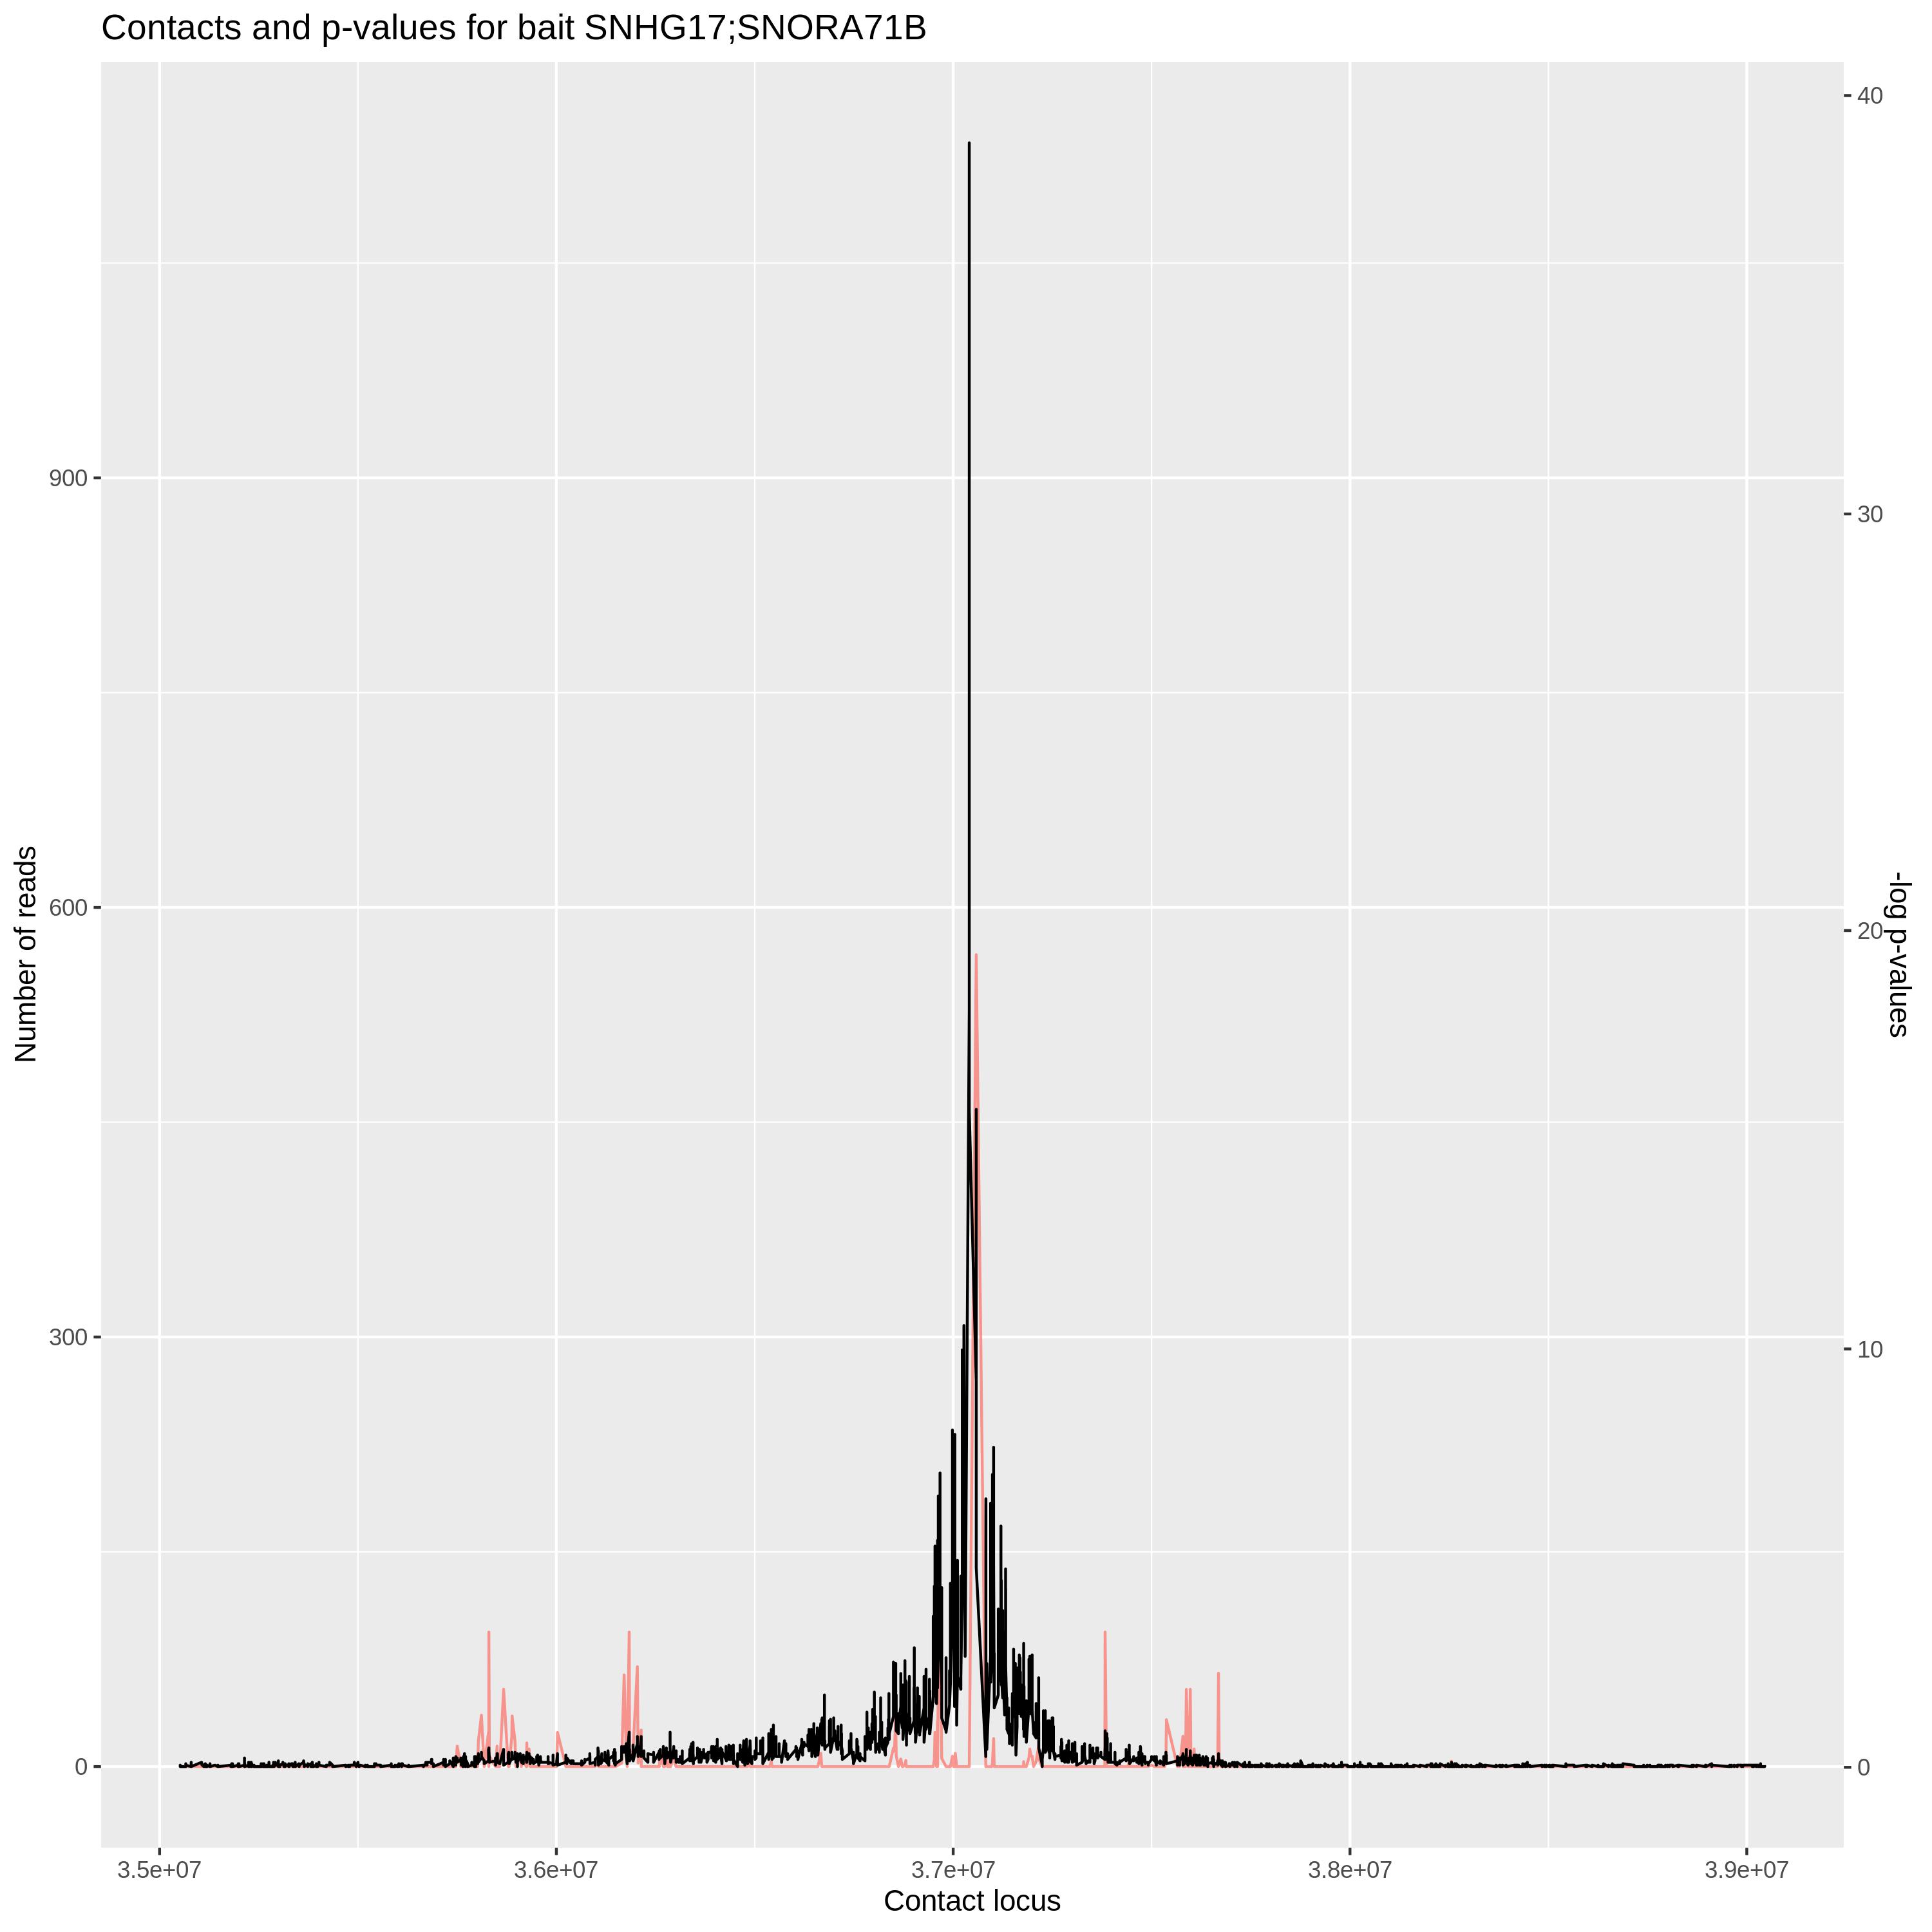 Contacts and p-values for bait SNHG17;SNORA71B
40
900
30
Number of reads
600
20
-log p-values
300
10
0
0
3.5e+07
3.6e+07
3.7e+07
3.8e+07
3.9e+07
Contact locus